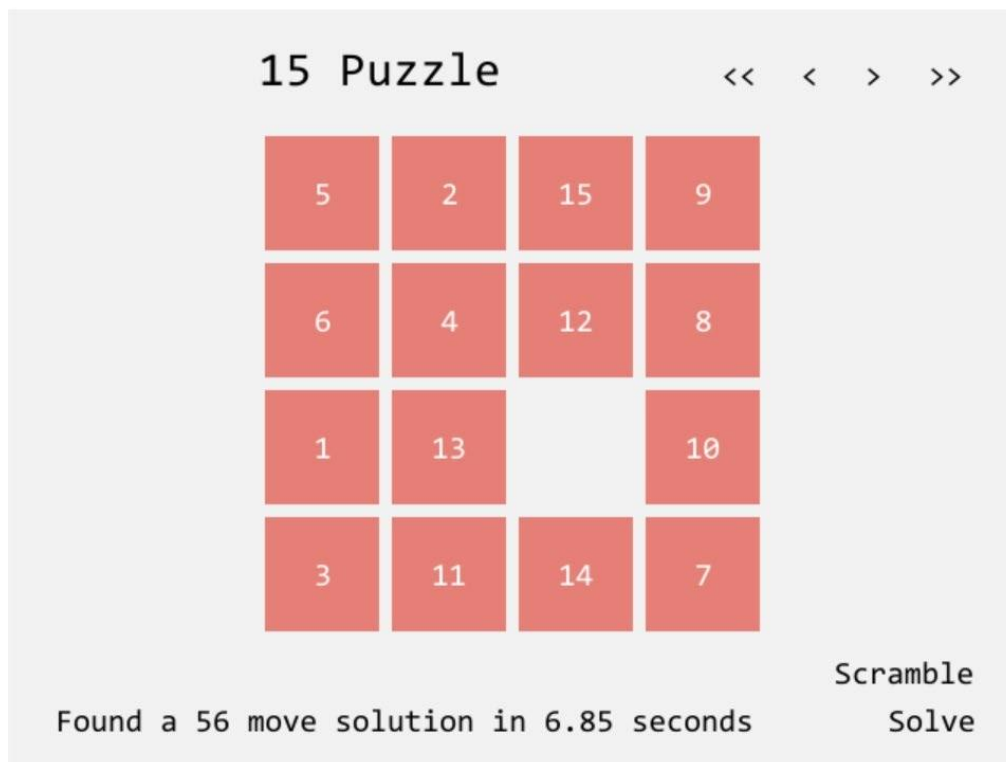 15 Puzzle << < > >>
5 2 15 9
6 4 12 8
1 13 10
3 11 14 7
Scramble
Found a 56 move solution in 6.85 seconds Solve